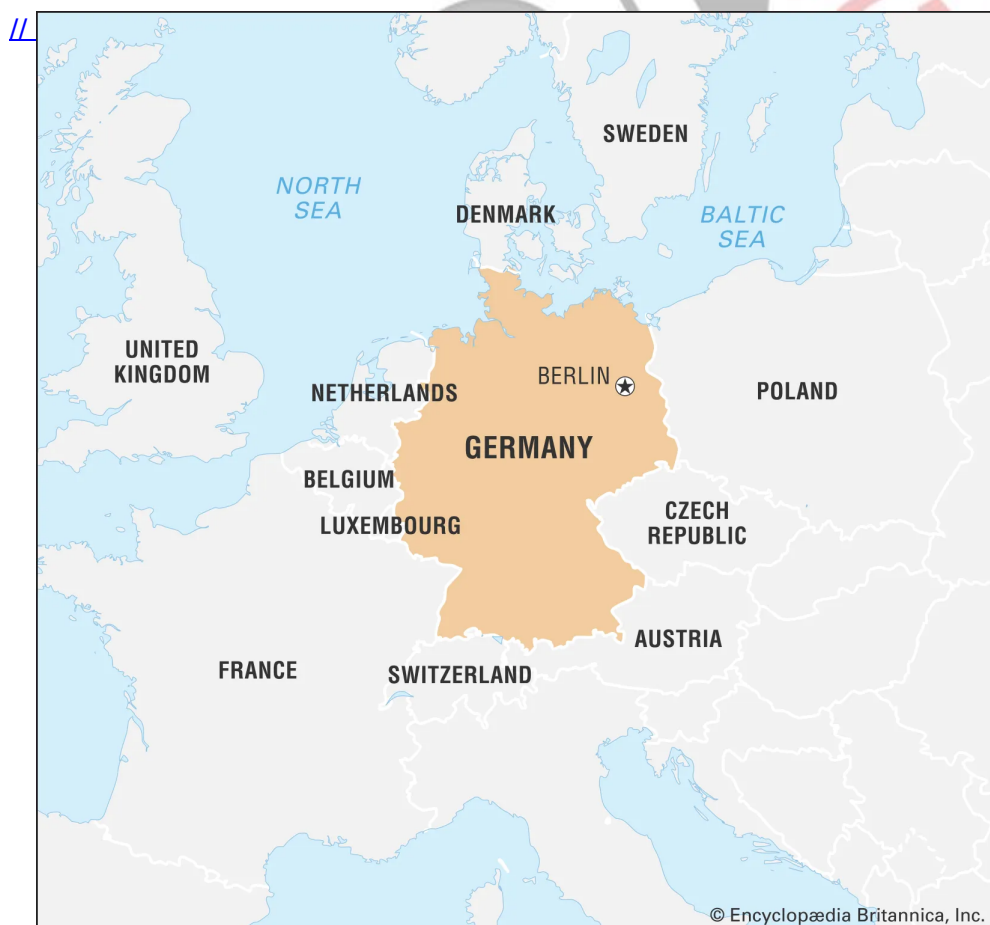 //
SWEDEN
NORTH
SEA
DENMARK
BALTIC
SEA
UNITED
KINGDOM
BERLIN
NETHERLANDS
POLAND
GERMANY
BELGIUM
CZECH
REPUBLIC
LUXEMBOURG
AUSTRIA
FRANCE
SWITZERLAND
© Encyclopædia Britannica, Inc.